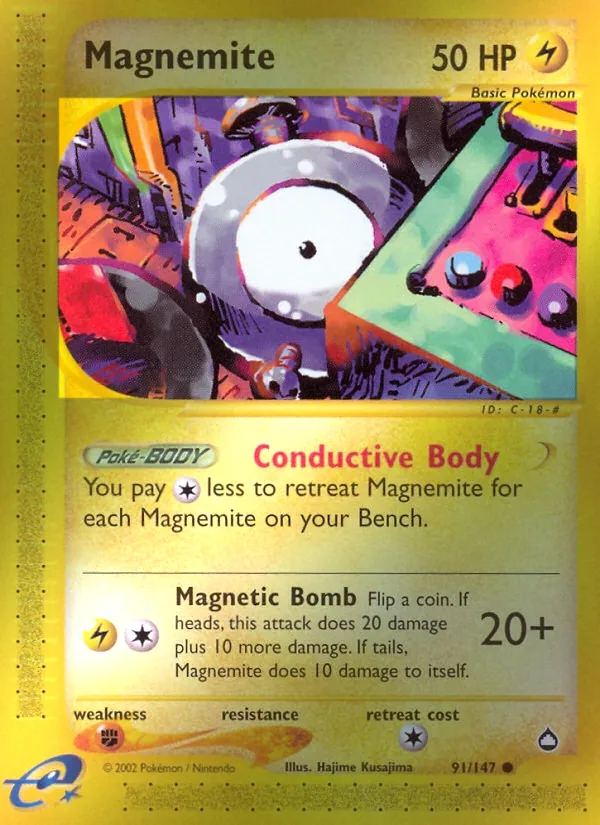 Magnemite 50 HP
Basic Pokémon
ID: C-18-#
Poké-BODY Conductive Body
You pay less to retreat Magnemite for
each Magnemite on your Bench.
Magnetic Bomb Flip a coin. If
heads, this attack does 20 damage
plus 10 more damage. If tails,
Magnemite does 10 damage to itself.
20+
weakness resistance retreat cost
© 2002 Pokémon / Nintendo Illus. Hajime Kusajima 91/147
e